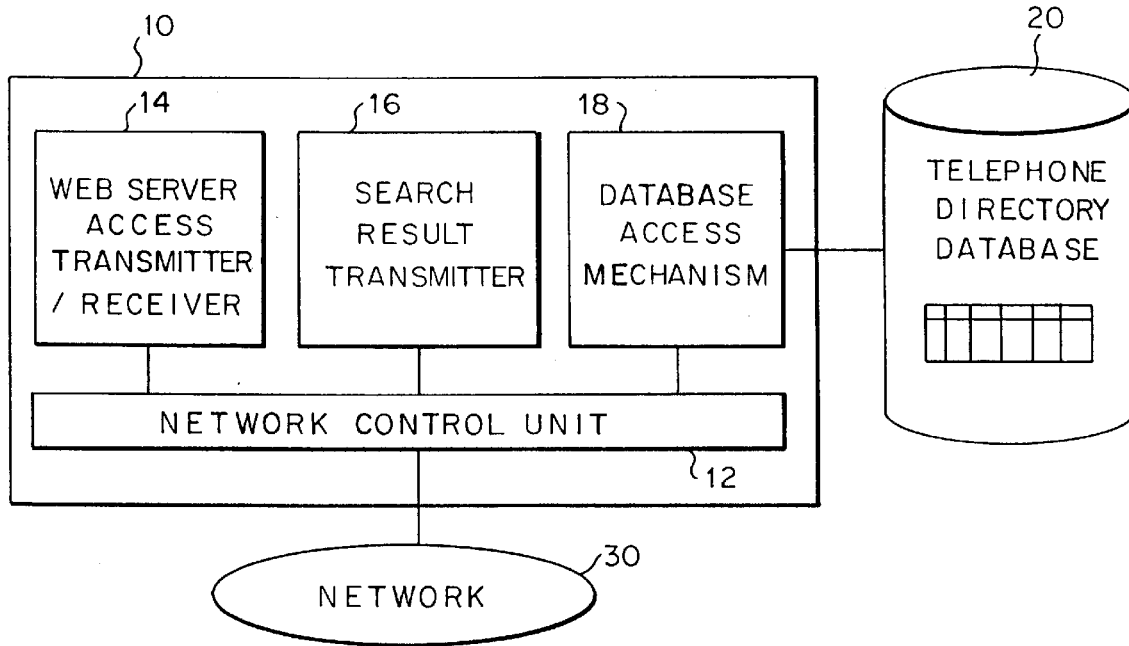 10
20
14
16
18
WEB SERVER
ACCESS
TRANSMITTER
/ RECEIVER
SEARCH
RESULT
TRANSMITTER
DATABASE
ACCESS
MECHANISM
TELEPHONE
DIRECTORY
DATABASE
NETWORK CONTROL UNIT
12
30
NETWORK